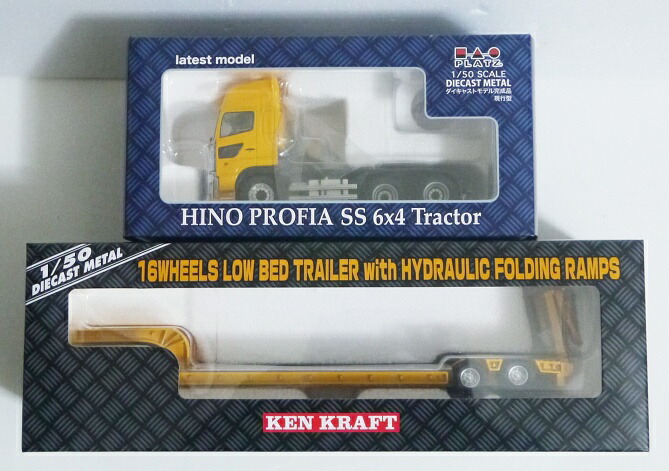 latest model
PLATZ
1/50 SCALE
DIECAST METAL
ダイキャストモデル完成品
現行型
HINO PROFIA SS 6x4 Tractor
1/50
DIECAST METAL
16WHEELS LOW BED TRAILER with HYDRAULIC FOLDING RAMPS
KEN KRAFT